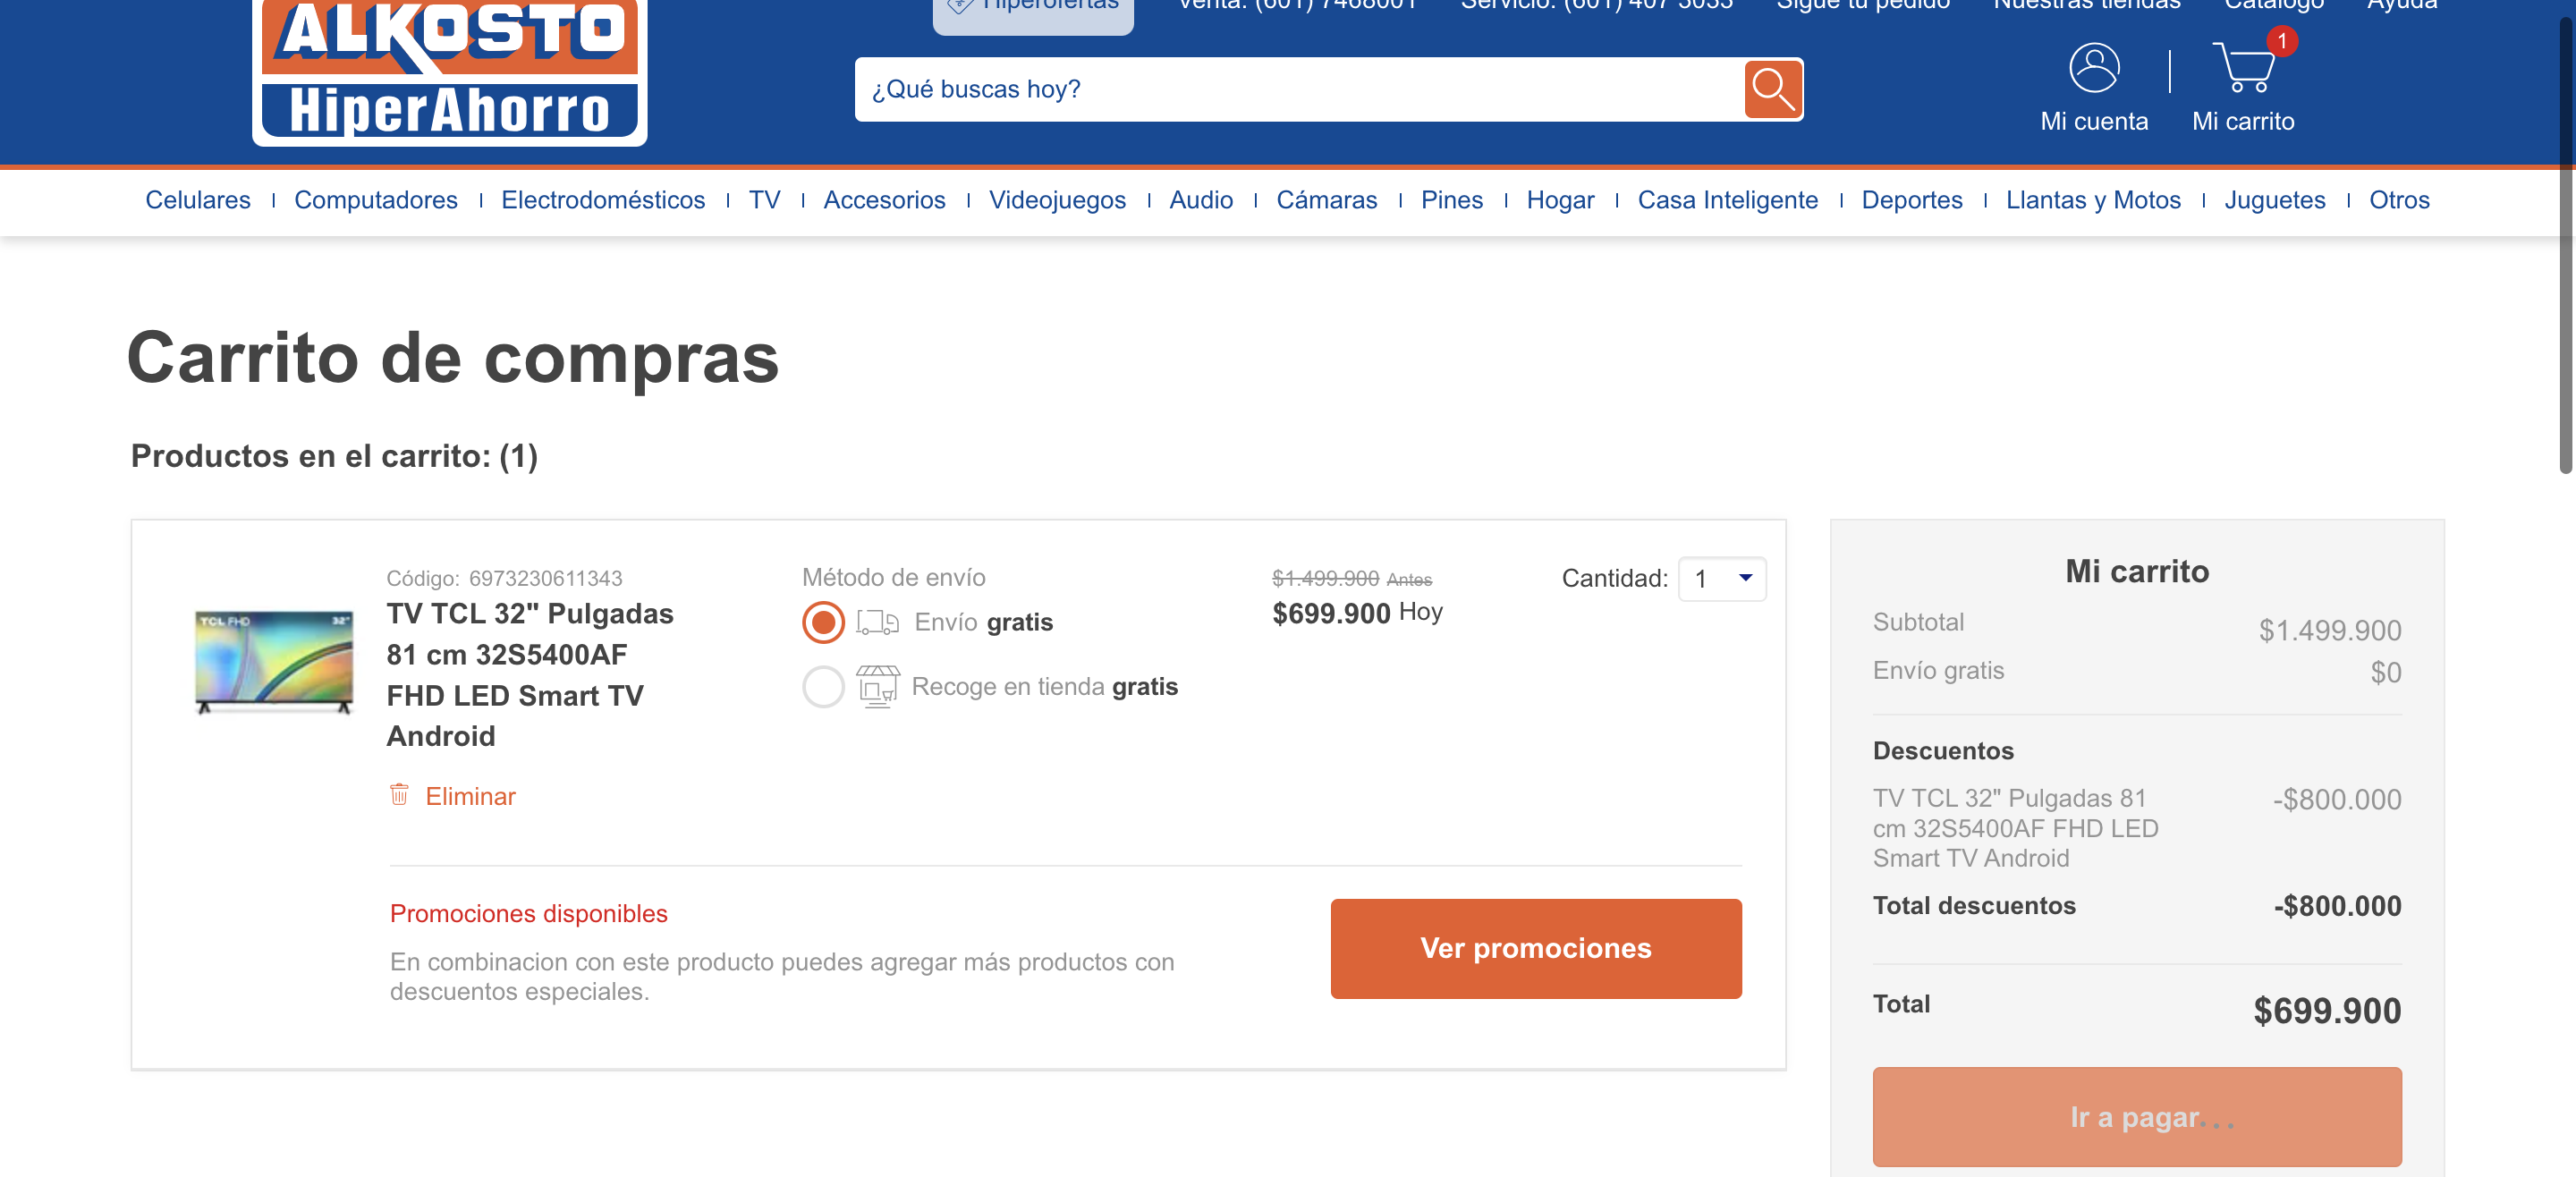 ALKOSTO
HiperAhorro
Hiperofertas
Venta: (601) 7468001
Servicio: (601) 407 3033
Sigue tu pedido
Nuestras tiendas
Catálogo
Ayuda
¿Qué buscas hoy?
1
Mi cuenta
Mi carrito
Celulares
Computadores
Electrodomésticos
TV
Accesorios
Videojuegos
Audio
Cámaras
Pines
Hogar
Casa Inteligente
Deportes
Llantas y Motos
Juguetes
Otros
Carrito de compras
Productos en el carrito: (1)
TCL FHD
32"
Código: 6973230611343
TV TCL 32" Pulgadas
81 cm 32S5400AF
FHD LED Smart TV
Android
Eliminar
Método de envío
Envío gratis
Recoge en tienda gratis
$1.499.900 Antes
$699.900 Hoy
Cantidad: 1
Promociones disponibles
En combinacion con este producto puedes agregar más productos con
descuentos especiales.
Ver promociones
Mi carrito
Subtotal $1.499.900
Envío gratis $0
Descuentos
TV TCL 32" Pulgadas 81 -$800.000
cm 32S5400AF FHD LED
Smart TV Android
Total descuentos -$800.000
Total $699.900
Ir a pagar...